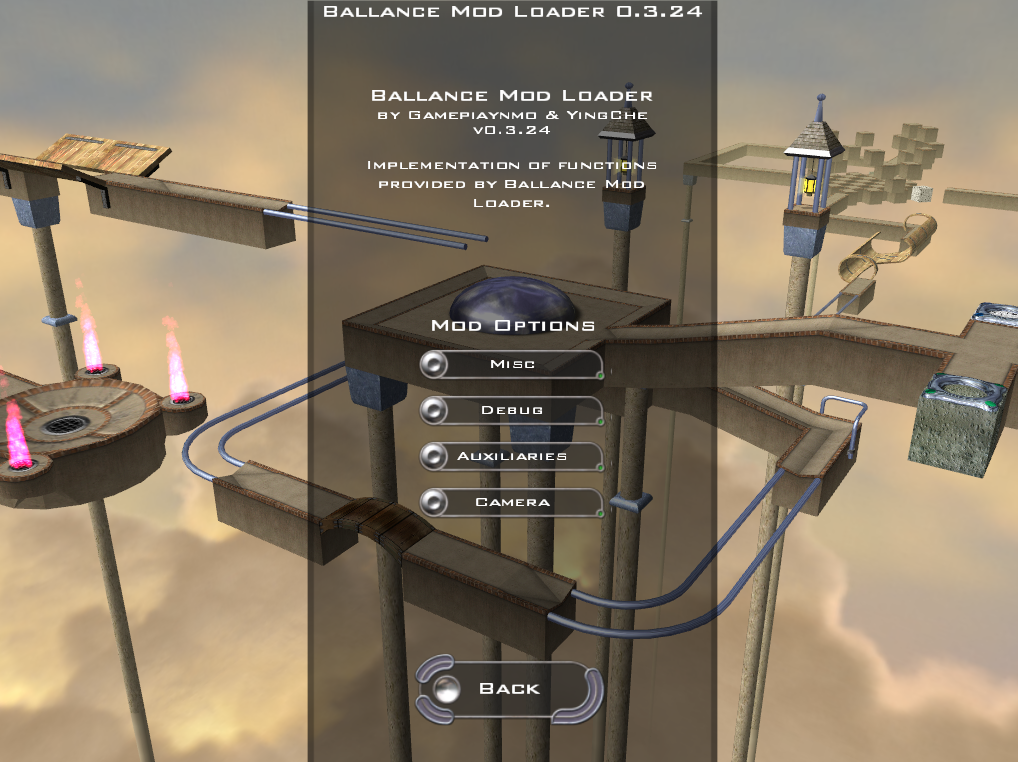 Ballance Mod Loader 0.3.24
Ballance Mod Loader
by Gamepiaynmo & YingChe
v0.3.24
Implementation of functions
provided by Ballance Mod
Loader.
Mod Options
Misc
Debug
Auxiliaries
Camera
Back